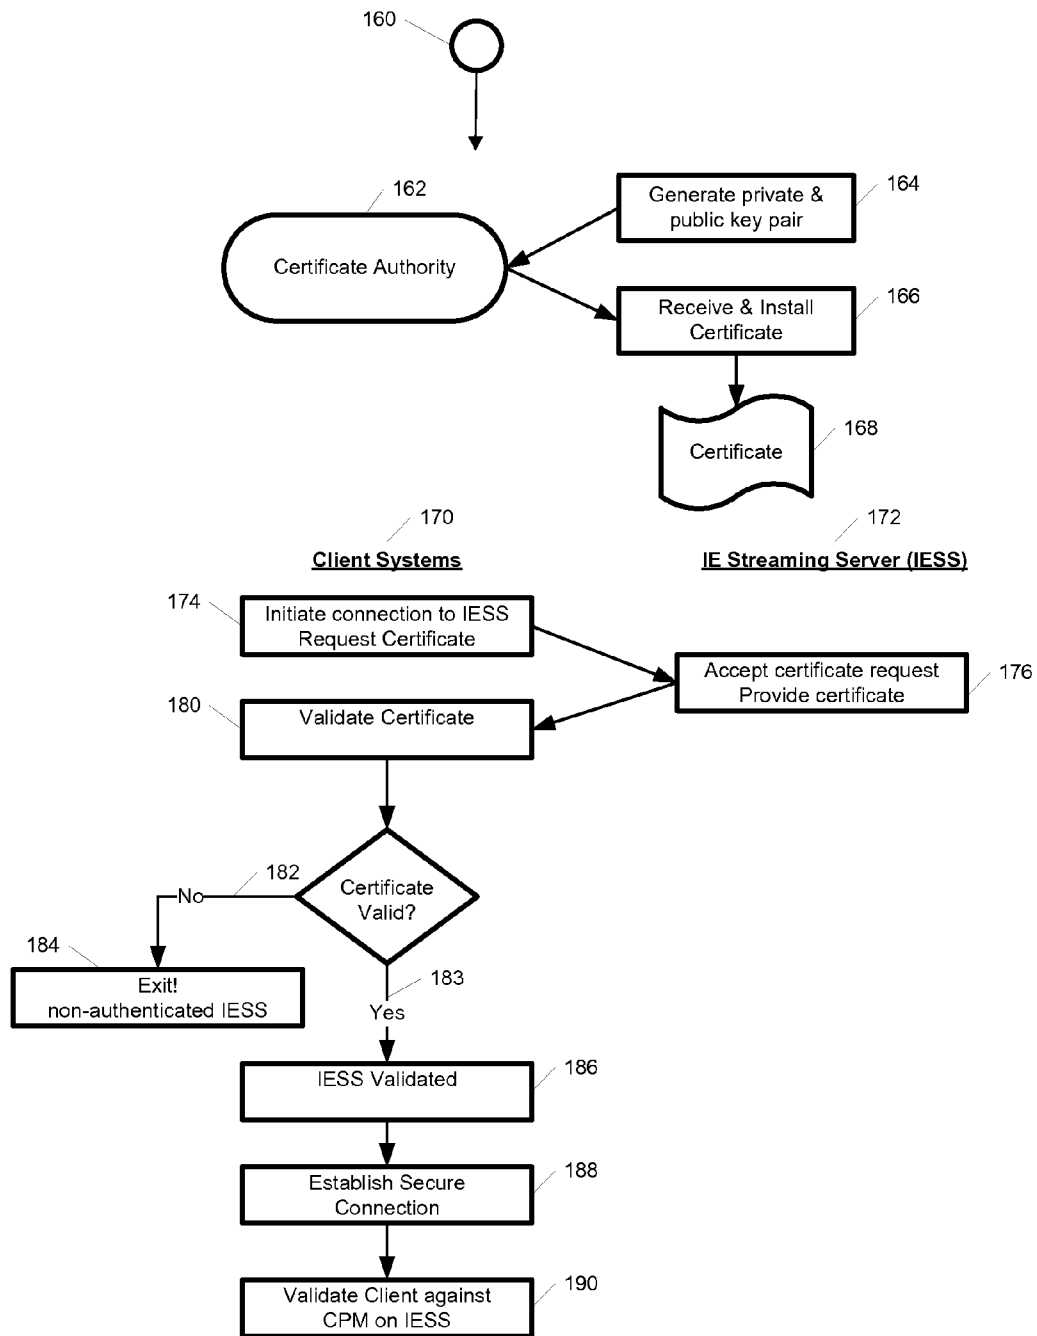 160
162
Certificate Authority
Generate private &
public key pair
164
Receive & Install
Certificate
166
Certificate
168
170
Client Systems
172
IE Streaming Server (IESS)
174
Initiate connection to IESS
Request Certificate
Accept certificate request
Provide certificate
176
180
Validate Certificate
Certificate
Valid?
182
No
184
Exit!
non-authenticated IESS
183
Yes
IESS Validated
186
Establish Secure
Connection
188
Validate Client against
CPM on IESS
190